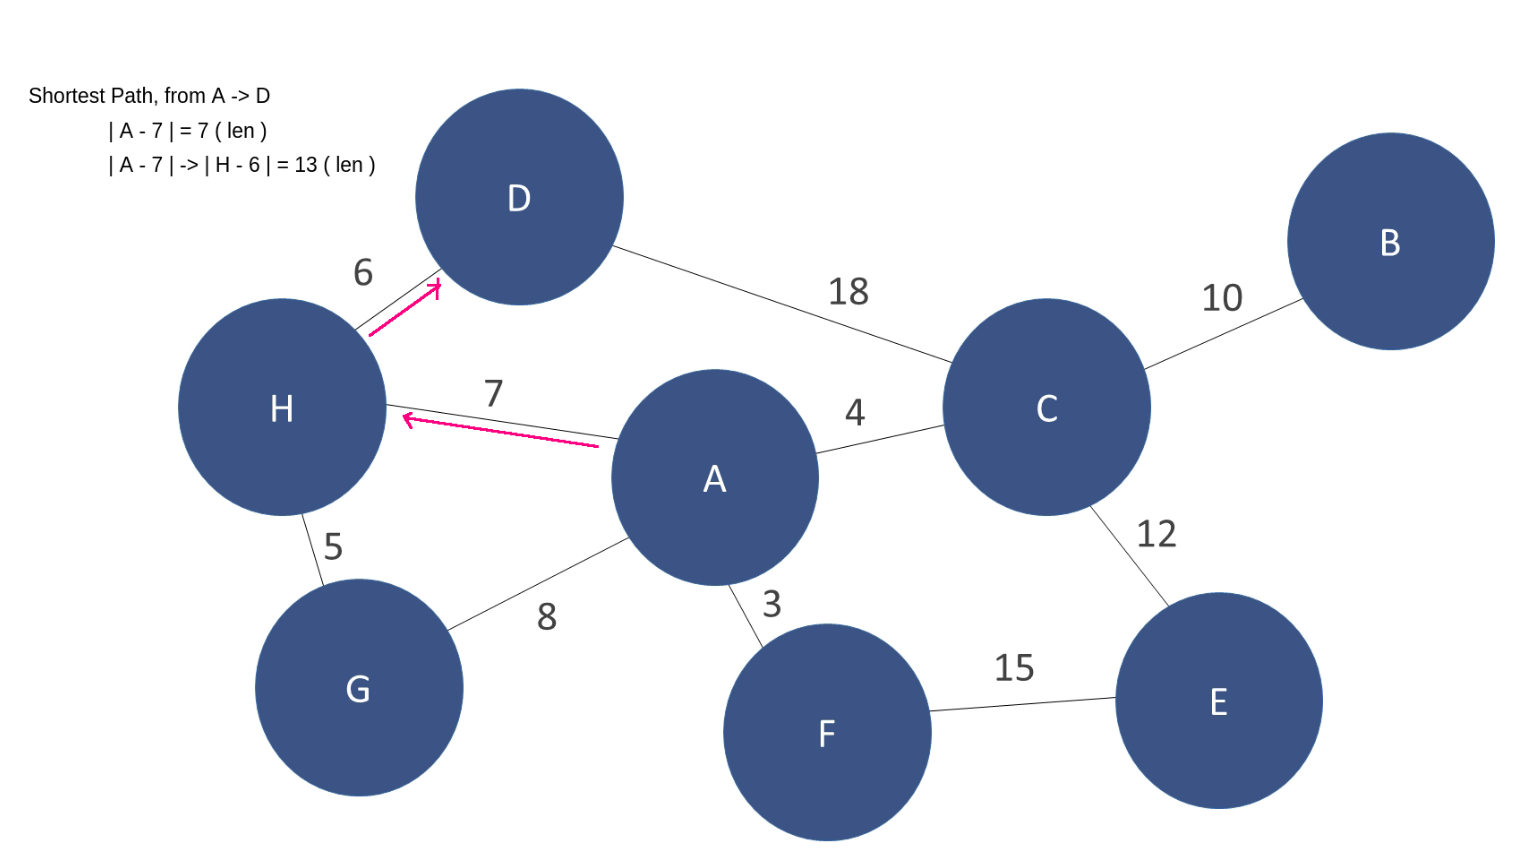 Shortest Path, from A -> D
| A - 7 | = 7 ( len )
| A - 7 | -> | H - 6 | = 13 ( len )
D
B
6
18
10
H
7
A
4
C
5
8
3
12
G
F
15
E